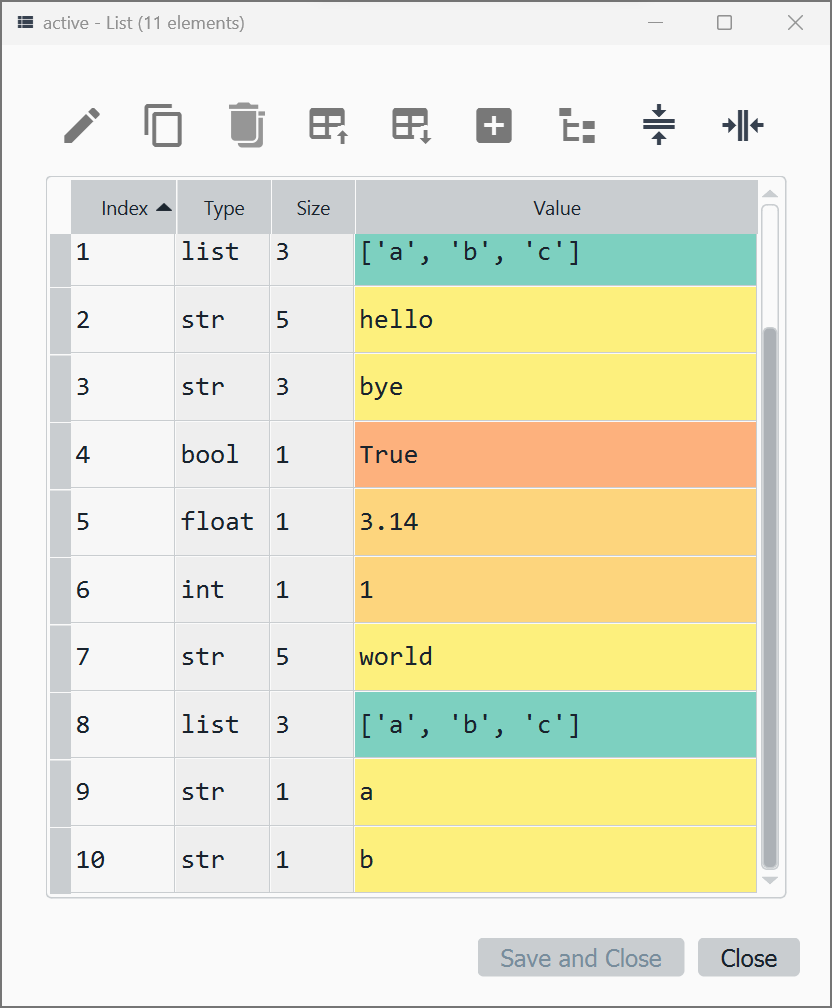 active - List (11 elements)
Index Type Size Value
1 list 3 ['a', 'b', 'c']
2 str 5 hello
3 str 3 bye
4 bool 1 True
5 float 1 3.14
6 int 1 1
7 str 5 world
8 list 3 ['a', 'b', 'c']
9 str 1 a
10 str 1 b
Save and Close Close